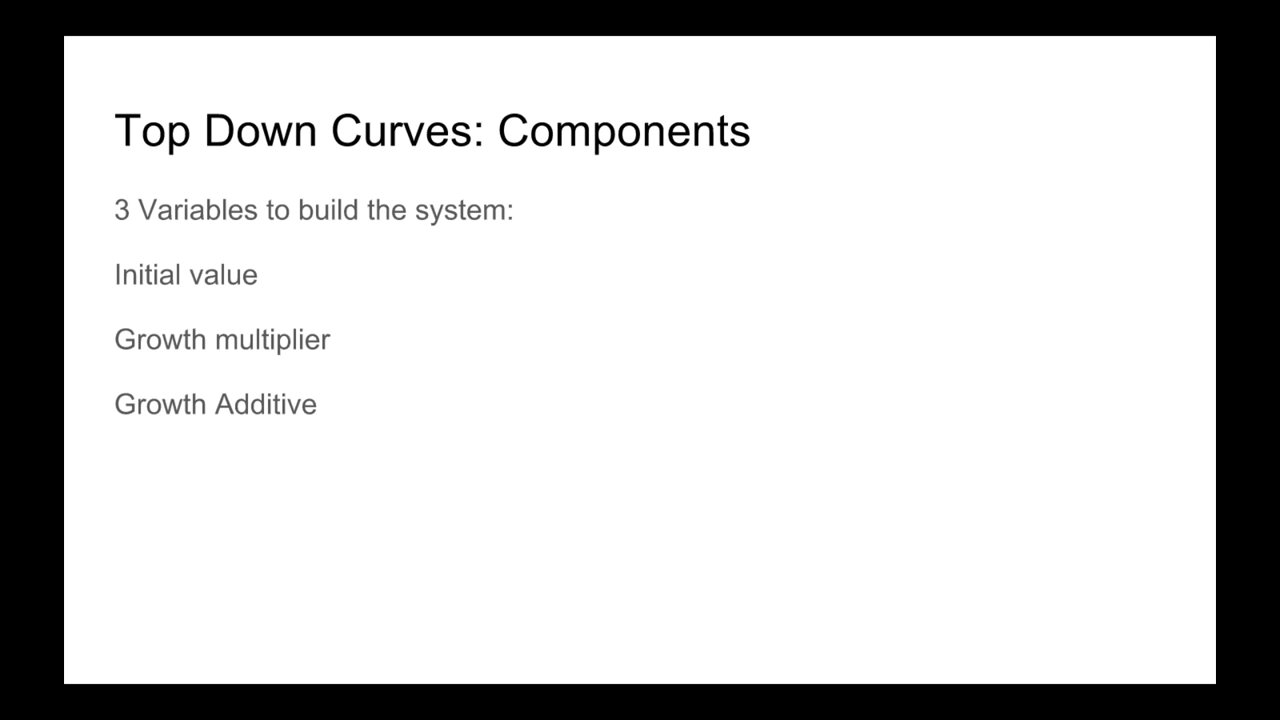 Top Down Curves: Components
3 Variables to build the system:
Initial value
Growth multiplier
Growth Additive